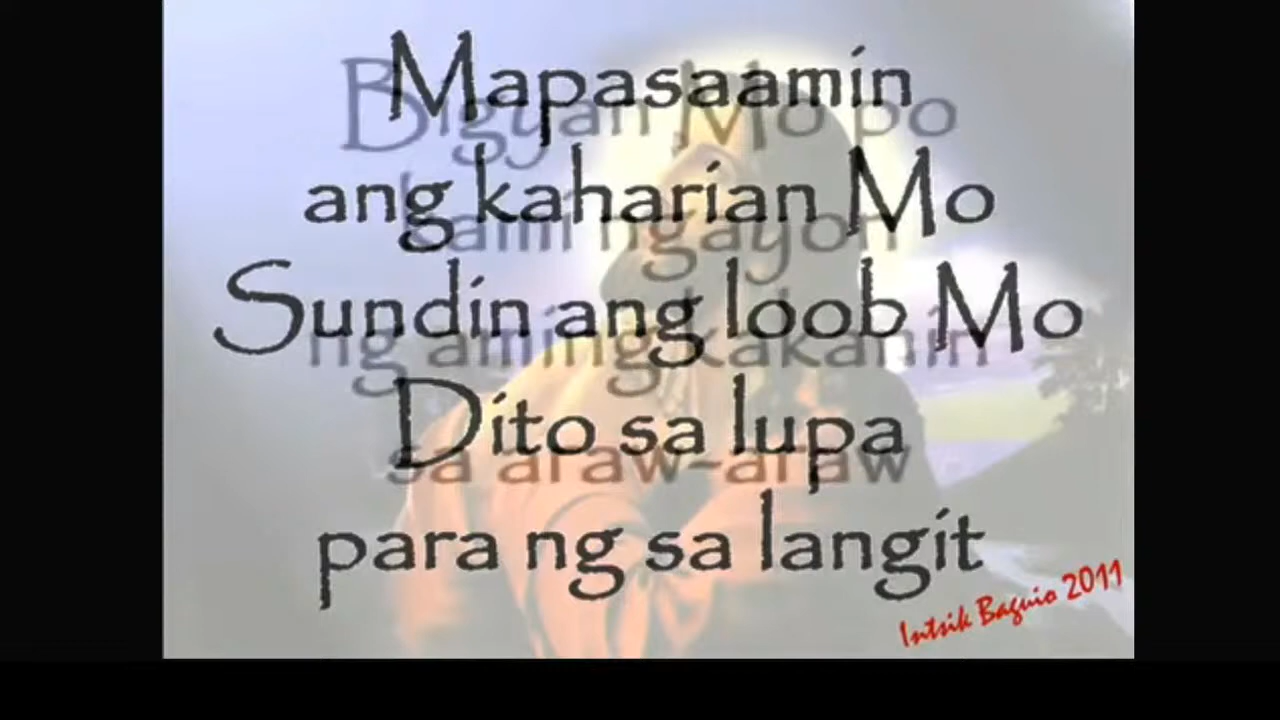 Mapasaamin
ang kaharian Mo
Sundin ang loob Mo
Dito sa lupa
para ng sa langit
Bigyan Mo po
kami ngayon
ng aming kakanin
sa araw-araw
Intsik Baguio 2011